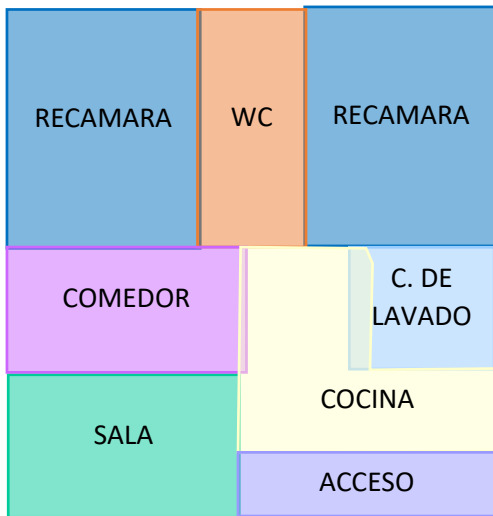 RECAMARA
WC
RECAMARA
COMEDOR
C. DE
LAVADO
COCINA
SALA
ACCESO